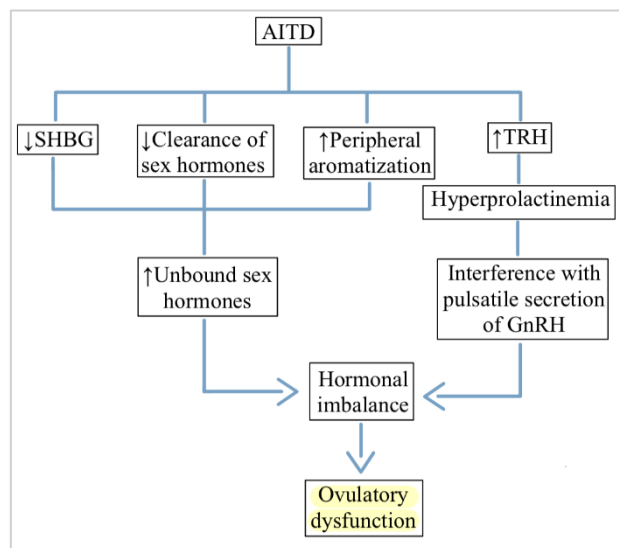 AITD
↓SHBG
↓Clearance of
sex hormones
↑Peripheral
aromatization
↑TRH
Hyperprolactinemia
↑Unbound sex
hormones
Interference with
pulsatile secretion
of GnRH
Hormonal
imbalance
Ovulatory
dysfunction